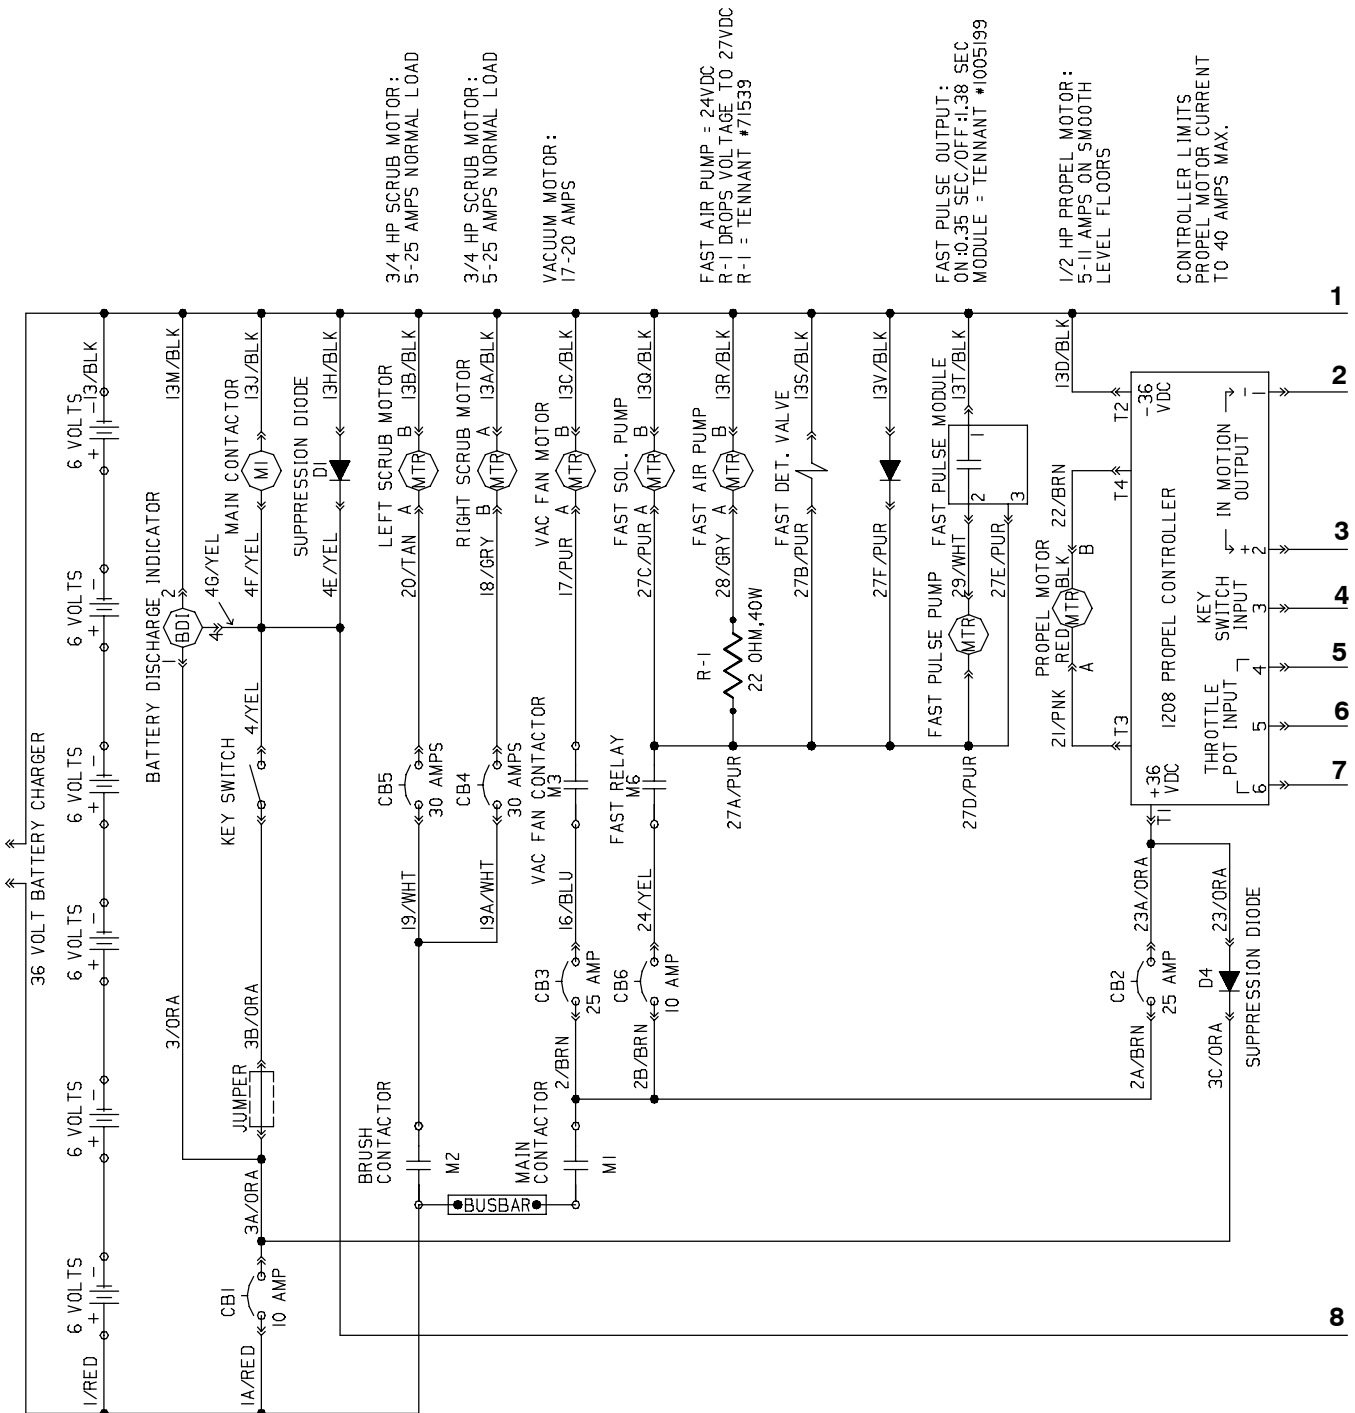 3/4 HP SCRUB MOTOR:
5-25 AMPS NORMAL LOAD
3/4 HP SCRUB MOTOR:
5-25 AMPS NORMAL LOAD
VACUUM MOTOR:
17-20 AMPS
FAST AIR PUMP = 24VDC
R-1 DROPS VOLTAGE TO 27VDC
R-1 = TENNANT #71539
FAST PULSE OUTPUT:
ON:0.35 SEC/OFF:1.38 SEC
MODULE = TENNANT #1005199
1/2 HP PROPEL MOTOR:
5-11 AMPS ON SMOOTH
LEVEL FLOORS
CONTROLLER LIMITS
PROPEL MOTOR CURRENT
TO 40 AMPS MAX.
36 VOLT BATTERY CHARGER
1/RED
6 VOLTS
+ -
6 VOLTS
+ -
6 VOLTS
+ -
6 VOLTS
+ -
6 VOLTS
+ -
6 VOLTS
+ -
13/BLK
BATTERY DISCHARGE INDICATOR
3/ORA
1
BDI
2
4
13M/BLK
4G/YEL
1A/RED
CB1
10 AMP
3A/ORA
JUMPER
3B/ORA
KEY SWITCH
4/YEL
4F/YEL
MAIN CONTACTOR
M1
13J/BLK
4E/YEL
SUPPRESSION DIODE
D1
13H/BLK
BRUSH
CONTACTOR
M2
19/WHT
CB5
30 AMPS
20/TAN
LEFT SCRUB MOTOR
A
MTR
B
13B/BLK
19A/WHT
CB4
30 AMPS
18/GRY
RIGHT SCRUB MOTOR
B
MTR
A
13A/BLK
BUSBAR
MAIN
CONTACTOR
M1
2/BRN
CB3
25 AMP
16/BLU
VAC FAN CONTACTOR
M3
17/PUR
VAC FAN MOTOR
A
MTR
B
13C/BLK
2B/BRN
CB6
10 AMP
24/YEL
FAST RELAY
M6
27C/PUR
FAST SOL. PUMP
A
MTR
B
13Q/BLK
27A/PUR
R-1
22 OHM,40W
28/GRY
FAST AIR PUMP
A
MTR
B
13R/BLK
27B/PUR
FAST DET. VALVE
13S/BLK
27F/PUR
13V/BLK
27D/PUR
FAST PULSE PUMP
MTR
29/WHT
27E/PUR
FAST PULSE MODULE
1
2
3
13T/BLK
21/PNK
PROPEL MOTOR
A
RED
MTR
BLK
B
22/BRN
13D/BLK
2A/BRN
CB2
25 AMP
23A/ORA
3C/ORA
D4
23/ORA
SUPPRESSION DIODE
T1
+36
VDC
T3
T4
T2
-36
VDC
1208 PROPEL CONTROLLER
THROTTLE
POT INPUT
KEY
SWITCH
INPUT
IN MOTION
OUTPUT
+ -
6
5
4
3
2
1
1
2
3
4
5
6
7
8